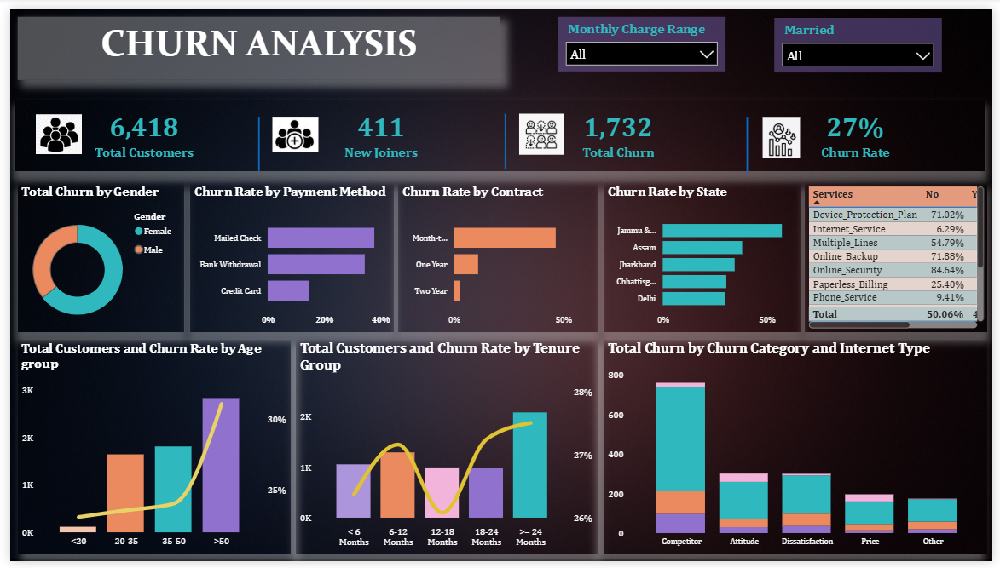 CHURN ANALYSIS
Monthly Charge Range
All
Married
All
6,418
Total Customers
411
New Joiners
1,732
Total Churn
27%
Churn Rate
Total Churn by Gender
Gender
Female
Male
Churn Rate by Payment Method
Mailed Check
Bank Withdrawal
Credit Card
0% 20% 40%
Churn Rate by Contract
Month-t...
One Year
Two Year
0% 50%
Churn Rate by State
Jammu &...
Assam
Jharkhand
Chhattisg...
Delhi
0% 50%
Services No Y
Device_Protection_Plan 71.02%
Internet_Service 6.29%
Multiple_Lines 54.79%
Online_Backup 71.88%
Online_Security 84.64%
Paperless_Billing 25.40%
Phone_Service 9.41%
Total 50.06% 4
Total Customers and Churn Rate by Age
group
3K
2K
1K
0K
30%
25%
<20 20-35 35-50 >50
Total Customers and Churn Rate by Tenure
Group
2K
1K
0K
28%
27%
26%
< 6 6-12 12-18 18-24 >= 24
Months Months Months Months Months
Total Churn by Churn Category and Internet Type
800
600
400
200
0
Competitor Attitude Dissatisfaction Price Other